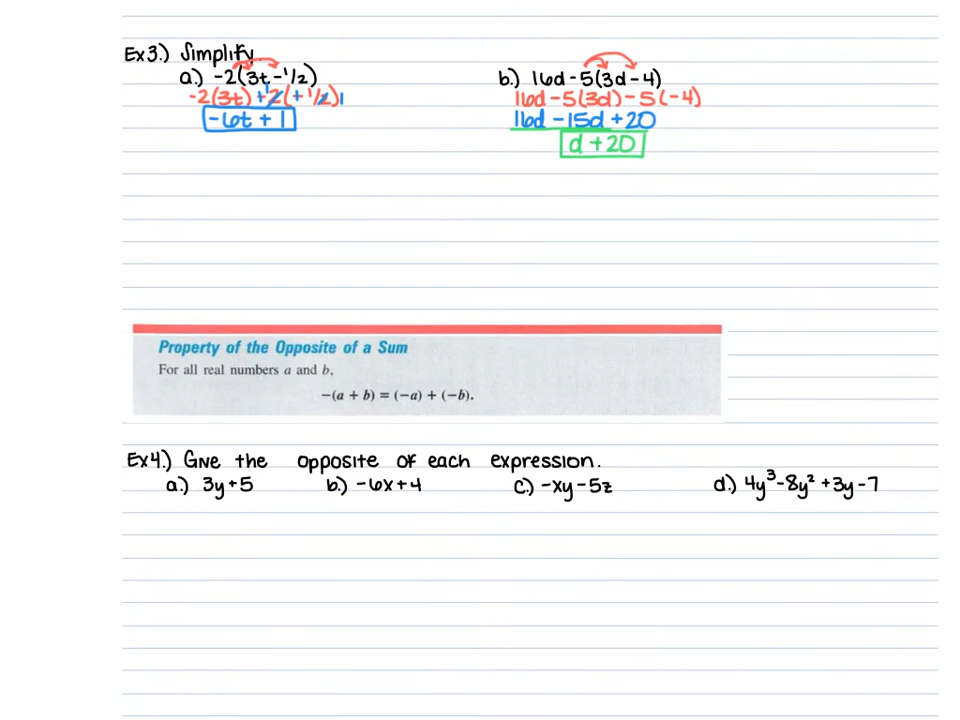 Ex3.) Simplify
a.) -2(3t - 1/2)
-2(3t) + 2(+ 1/2) 1
-6t + 1
b.) 16d - 5(3d - 4)
16d - 5(3d) - 5(-4)
16d - 15d + 20
d + 20
Property of the Opposite of a Sum
For all real numbers a and b,
-(a + b) = (-a) + (-b).
Ex4.) Give the opposite of each expression.
a.) 3y + 5 b.) -6x + 4 c.) -xy - 5z d.) 4y³ - 8y² + 3y - 7